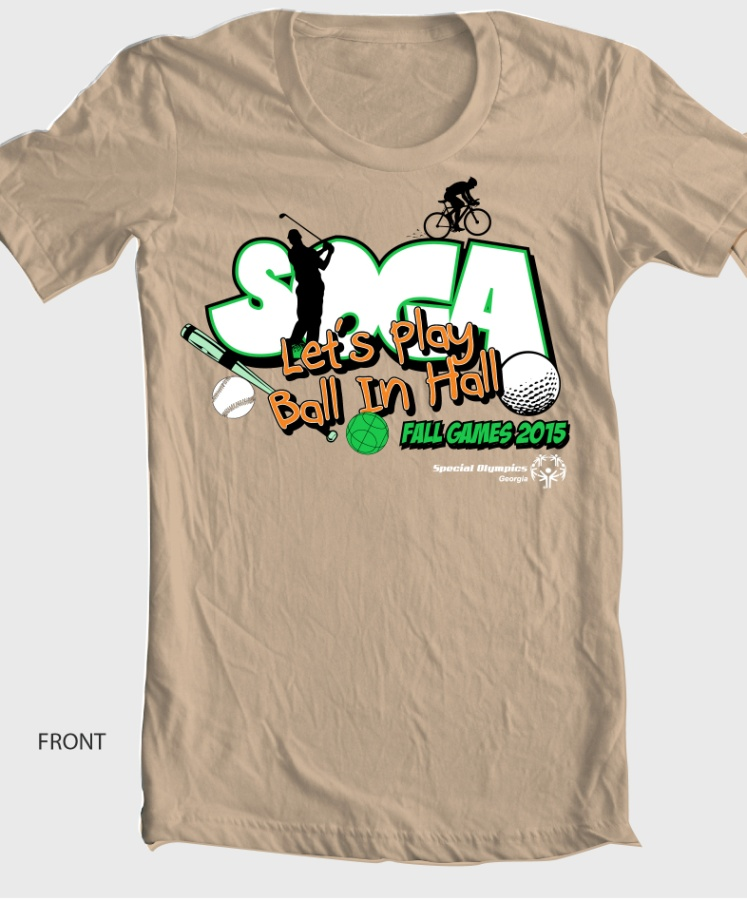 SOGA
Let's Play
Ball In Hall
FALL GAMES 2015
Special Olympics
Georgia
FRONT